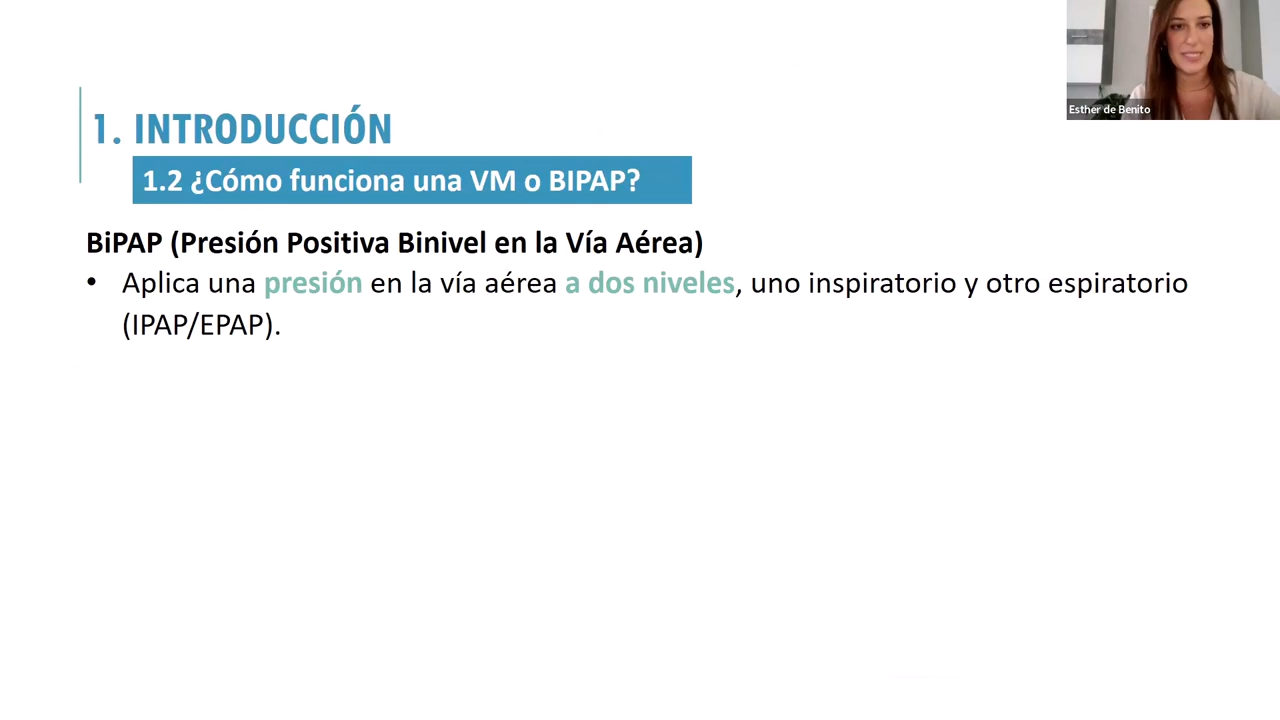 Esther de Benito
1. INTRODUCCIÓN
1.2 ¿Cómo funciona una VM o BIPAP?
BiPAP (Presión Positiva Binivel en la Vía Aérea)
• Aplica una presión en la vía aérea a dos niveles, uno inspiratorio y otro espiratorio
(IPAP/EPAP).